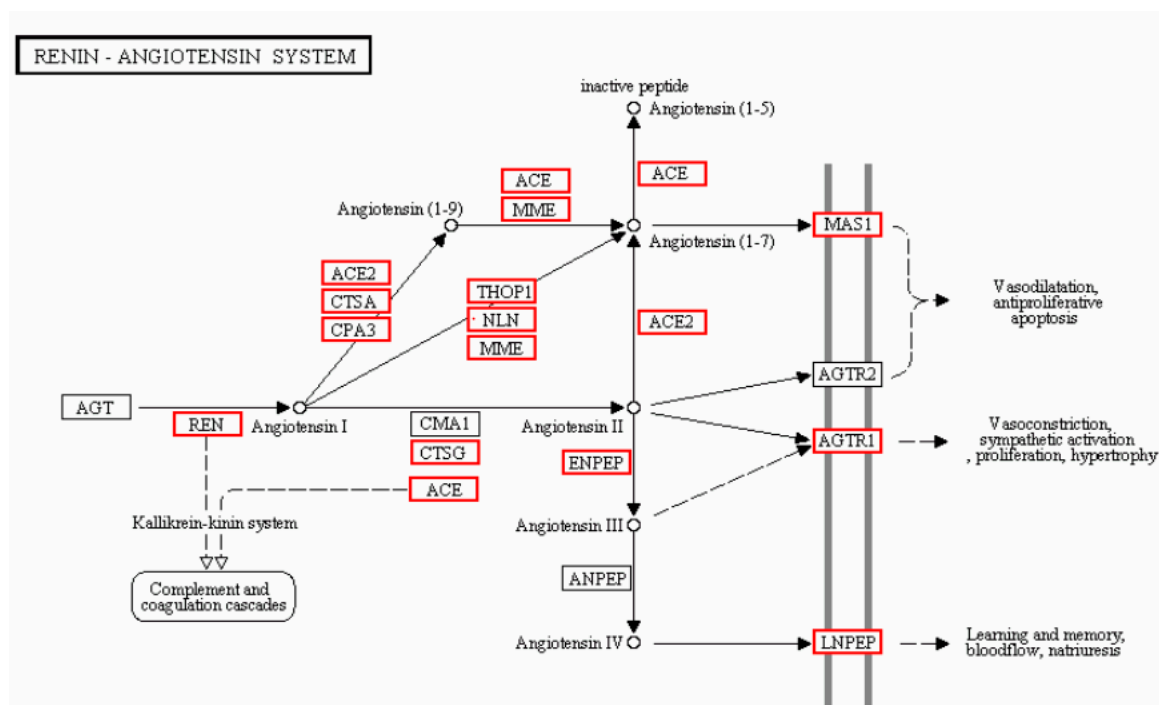 RENIN - ANGIOTENSIN SYSTEM
inactive peptide
Angiotensin (1-5)
ACE
ACE
MME
Angiotensin (1-9)
Angiotensin (1-7)
MAS1
ACE2
CTSA
CPA3
THOP1
NLN
MME
ACE2
Vasodilatation,
antiproliferative
apoptosis
AGTR2
AGT
REN
Angiotensin I
CMA1
CTSG
ACE
Angiotensin II
ENPEP
AGTR1
Vasoconstriction,
sympathetic activation
, proliferation, hypertrophy
Kallikrein-kinin system
Angiotensin III
Complement and
coagulation cascades
ANPEP
Angiotensin IV
LNPEP
Learning and memory,
bloodflow, natriuresis